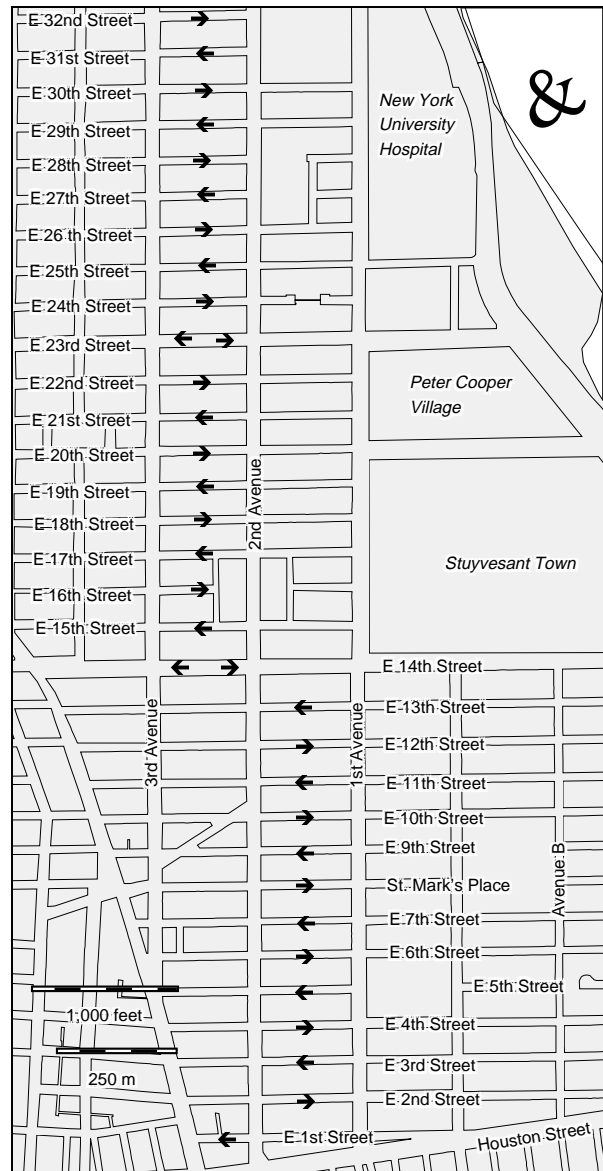 E 32nd Street
E 31st Street
E 30th Street
&
New York
University
Hospital
E 29th Street
E 28th Street
E 27th Street
E 26 th Street
E 25th Street
E 24th Street
E 23rd Street
E 22nd Street
Peter Cooper
Village
E 21st Street
E 20th Street
E 19th Street
2nd Avenue
E 18th Street
E 17th Street
Stuyvesant Town
E 16th Street
E 15th Street
E 14th Street
E 13th Street
3rd Avenue
1st Avenue
E 12th Street
E 11th Street
E 10th Street
E 9th Street
Avenue B
St. Mark's Place
E 7th Street
E 6th Street
E 5th Street
1,000 feet
E 4th Street
E 3rd Street
250 m
E 2nd Street
E 1st Street
Houston Street